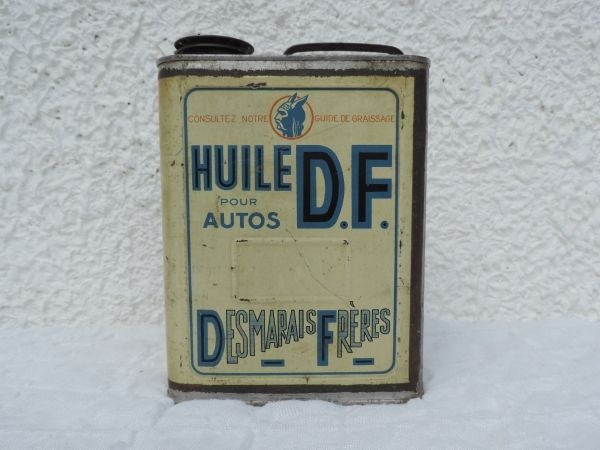 CONSULTEZ NOTRE GUIDE DE GRAISSAGE
HUILE D.F.
POUR
AUTOS
DESMARAIS FRÈRES